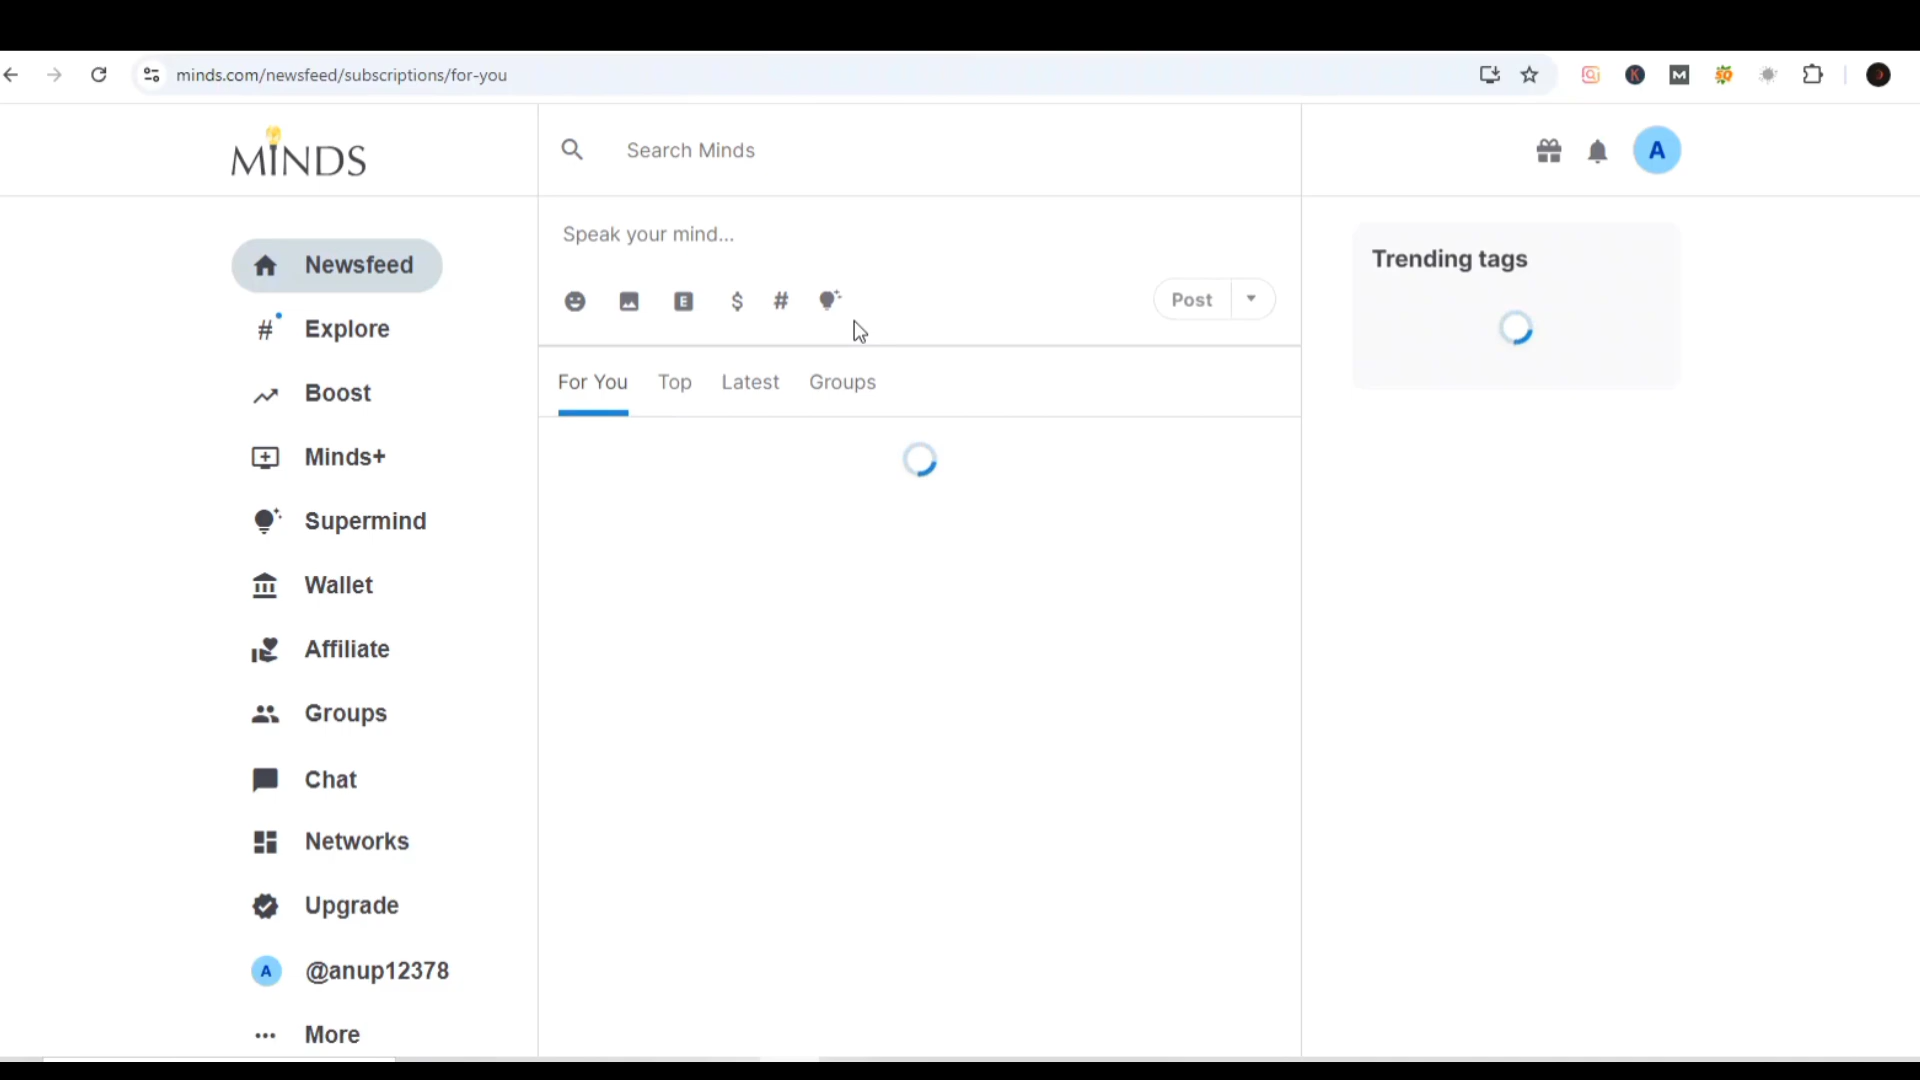 minds.com/newsfeed/subscriptions/for-you
K
M
SQ
MINDS
Search Minds
A
Speak your mind...
E
$
#
Post
Trending tags
Newsfeed
# Explore
Boost
Minds+
Supermind
Wallet
Affiliate
Groups
Chat
Networks
Upgrade
A @anup12378
More
For You
Top
Latest
Groups